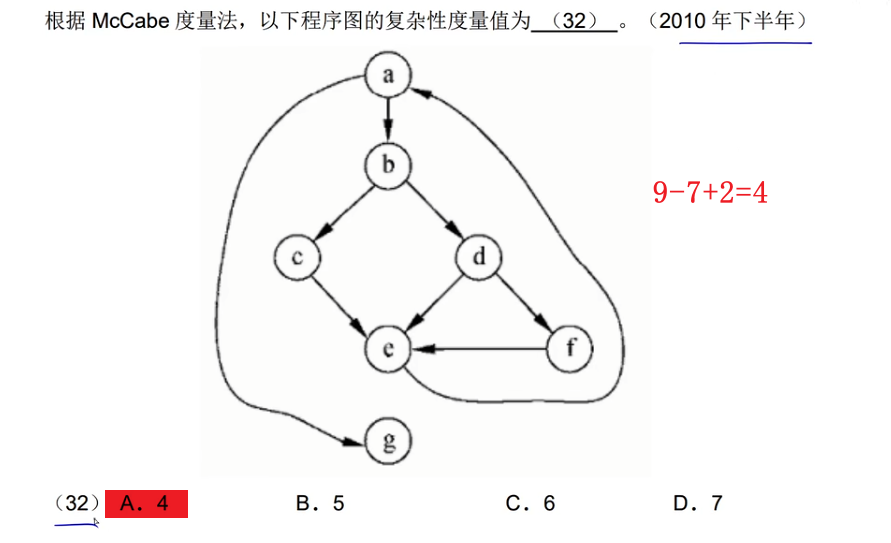 根据 McCabe 度量法，以下程序图的复杂性度量值为 （32） 。（2010 年下半年）
a
b
9-7+2=4
c
d
e
f
g
（32） A．4 B．5 C．6 D．7